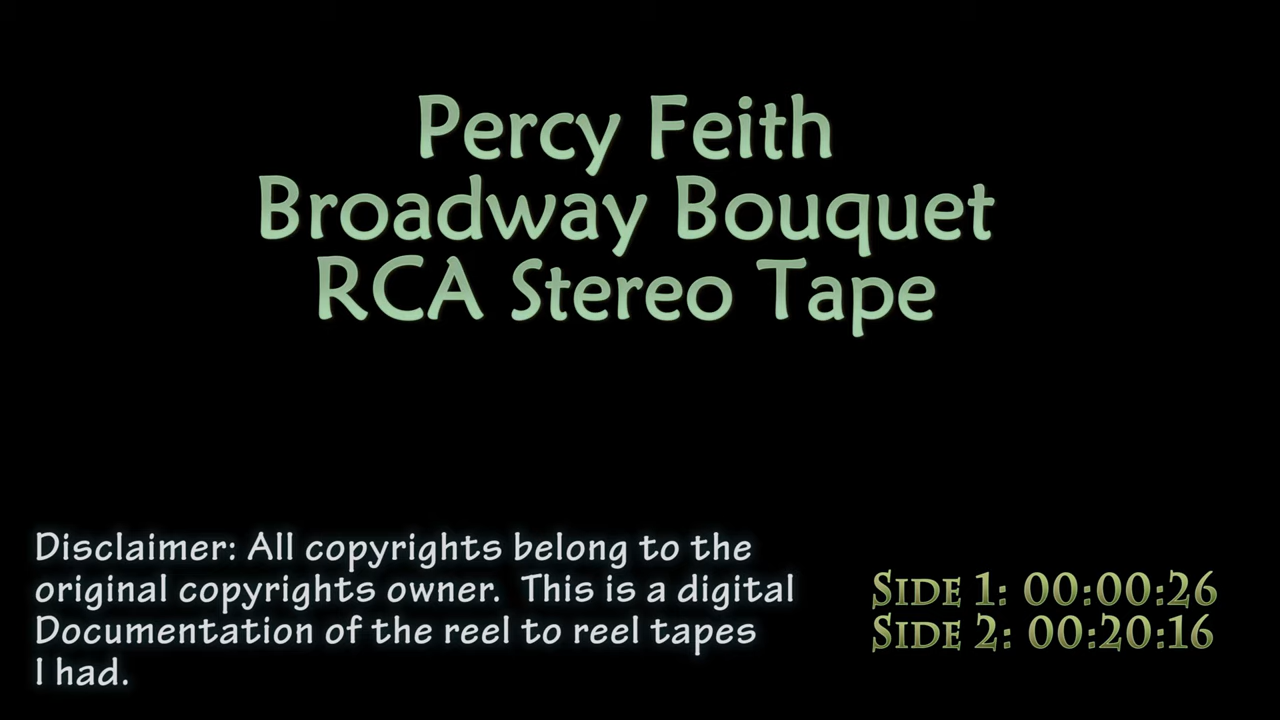 Percy Feith
Broadway Bouquet
RCA Stereo Tape
Disclaimer: All copyrights belong to the
original copyrights owner.  This is a digital
Documentation of the reel to reel tapes
I had.
Side 1: 00:00:26
Side 2: 00:20:16